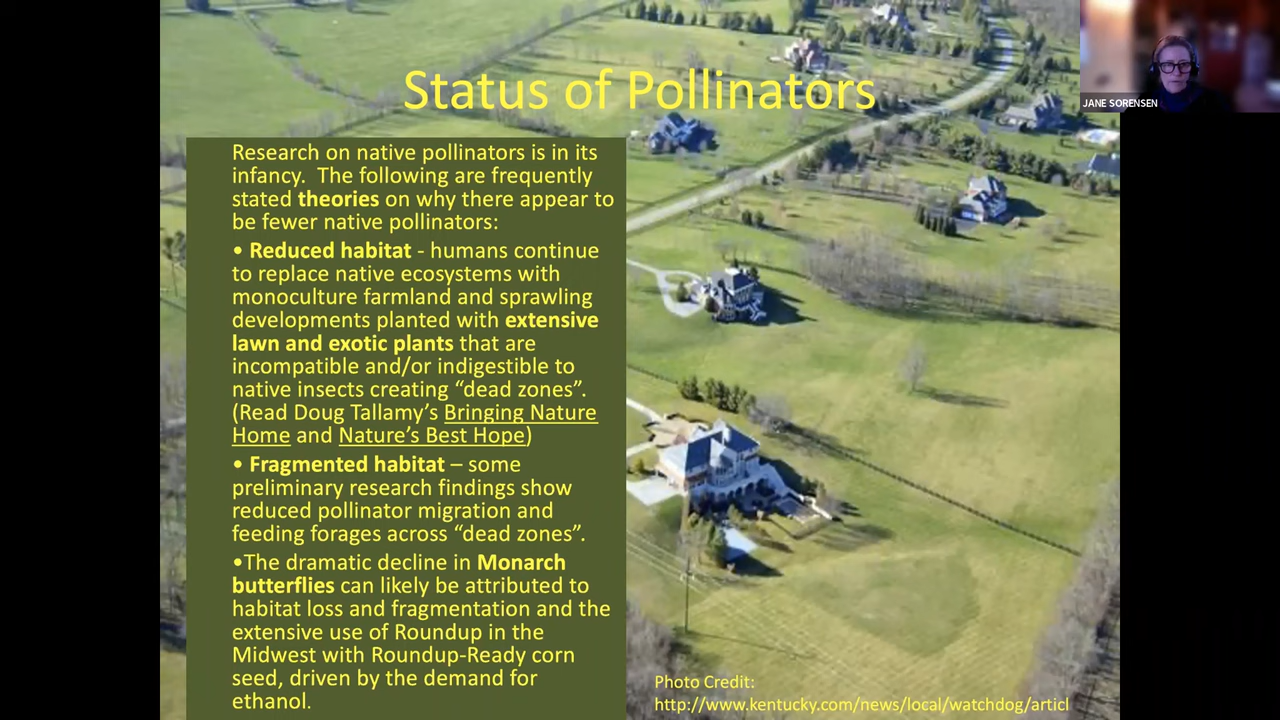 Status of Pollinators
JANE SORENSEN
Research on native pollinators is in its
infancy.  The following are frequently
stated theories on why there appear to
be fewer native pollinators:
• Reduced habitat - humans continue
to replace native ecosystems with
monoculture farmland and sprawling
developments planted with extensive
lawn and exotic plants that are
incompatible and/or indigestible to
native insects creating “dead zones”.
(Read Doug Tallamy’s Bringing Nature
Home and Nature’s Best Hope)
• Fragmented habitat – some
preliminary research findings show
reduced pollinator migration and
feeding forages across “dead zones”.
•The dramatic decline in Monarch
butterflies can likely be attributed to
habitat loss and fragmentation and the
extensive use of Roundup in the
Midwest with Roundup-Ready corn
seed, driven by the demand for
ethanol.
Photo Credit:
http://www.kentucky.com/news/local/watchdog/articl